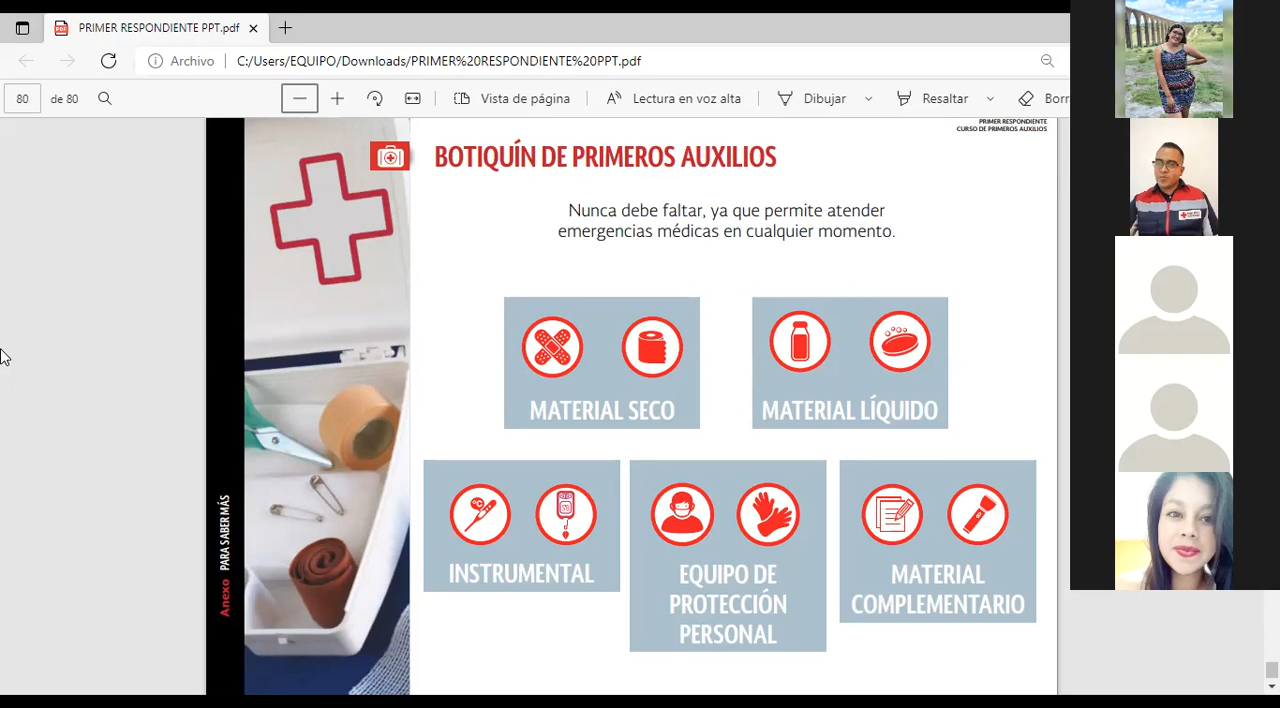 PRIMER RESPONDIENTE PPT.pdf
Archivo
C:/Users/EQUIPO/Downloads/PRIMER%20RESPONDIENTE%20PPT.pdf
80 de 80
Vista de página
Lectura en voz alta
Dibujar
Resaltar
Borr
PRIMER RESPONDIENTE
CURSO DE PRIMEROS AUXILIOS
BOTIQUÍN DE PRIMEROS AUXILIOS
Nunca debe faltar, ya que permite atender
emergencias médicas en cualquier momento.
MATERIAL SECO
MATERIAL LÍQUIDO
INSTRUMENTAL
EQUIPO DE
PROTECCIÓN
PERSONAL
MATERIAL
COMPLEMENTARIO
Anexo PARA SABER MÁS